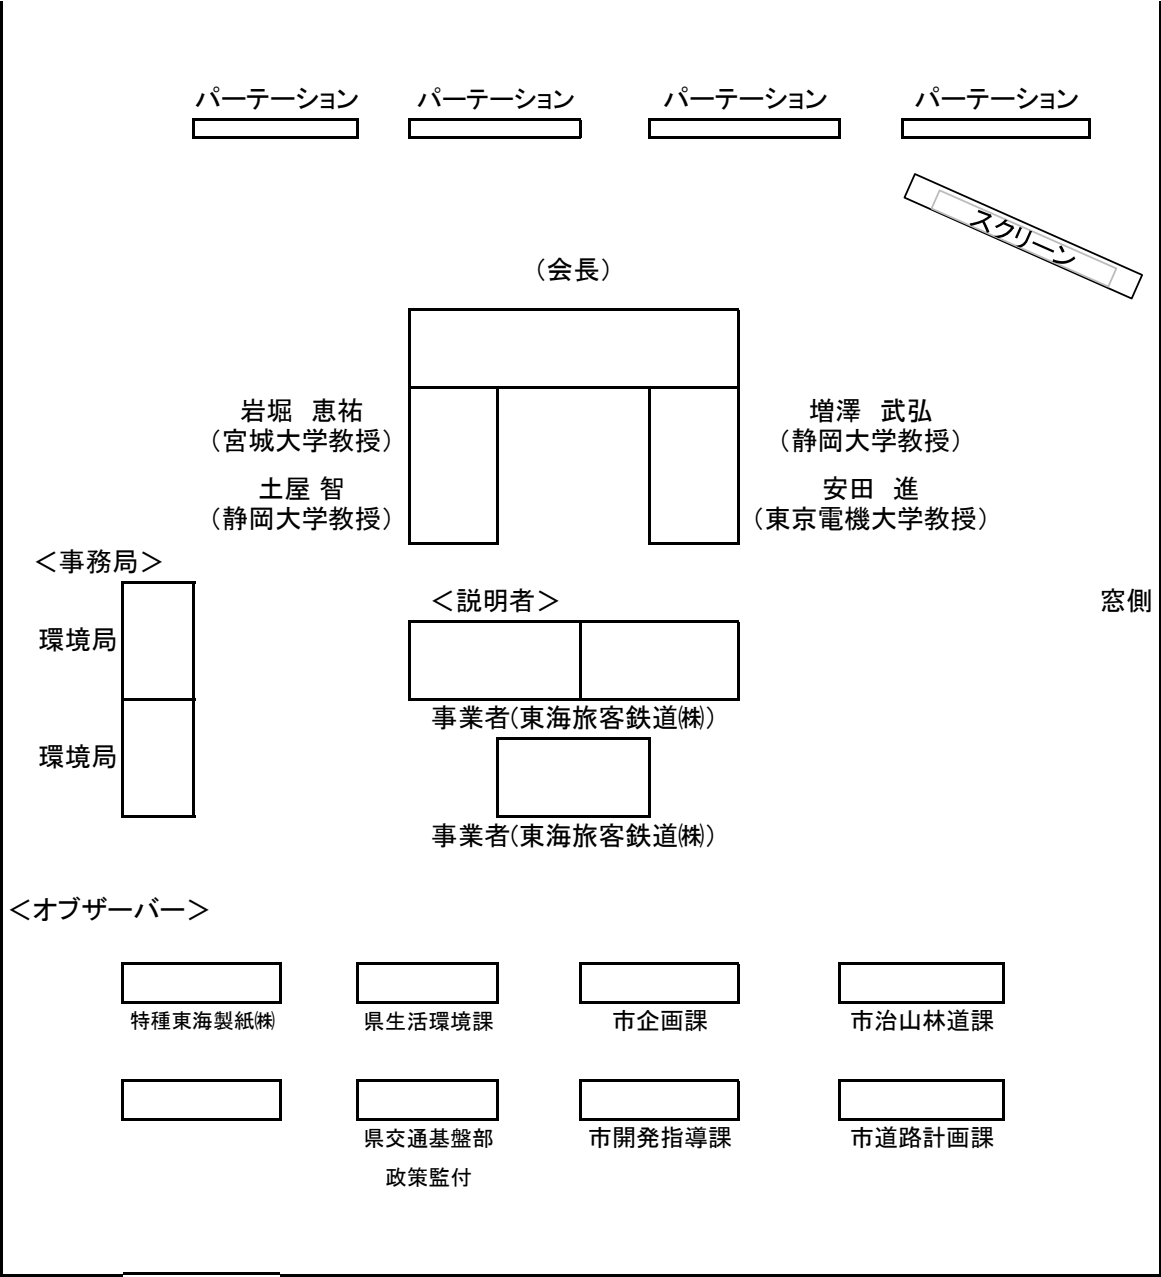 パーテーション
パーテーション
パーテーション
パーテーション
スクリーン
（会長）
岩堀　恵祐
（宮城大学教授）
増澤　武弘
（静岡大学教授）
土屋 智
（静岡大学教授）
安田　進
（東京電機大学教授）
＜事務局＞
＜説明者＞
窓側
環境局
事業者(東海旅客鉄道㈱)
環境局
事業者(東海旅客鉄道㈱)
＜オブザーバー＞
特種東海製紙㈱
県生活環境課
市企画課
市治山林道課
県交通基盤部
政策監付
市開発指導課
市道路計画課